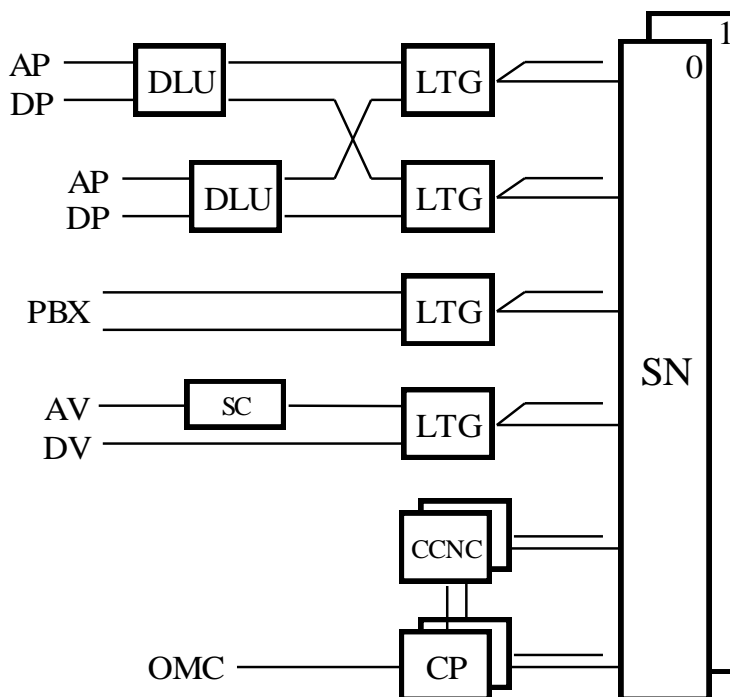 1
0
AP
DP
DLU
LTG
AP
DP
DLU
LTG
PBX
LTG
SN
AV
DV
SC
LTG
CCNC
OMC
CP